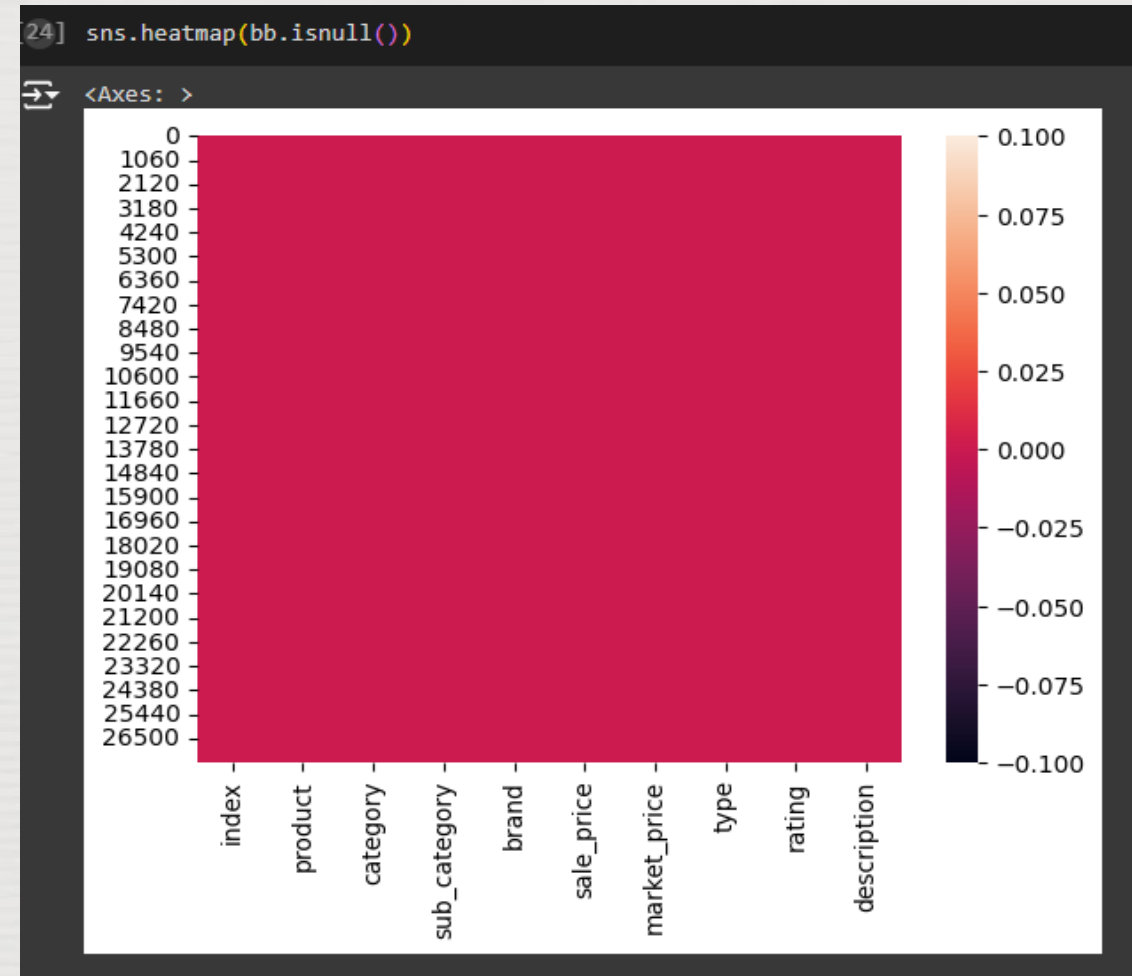 24] sns.heatmap(bb.isnull())
<Axes: >
0
1060
2120
3180
4240
5300
6360
7420
8480
9540
10600
11660
12720
13780
14840
15900
16960
18020
19080
20140
21200
22260
23320
24380
25440
26500
index
product
category
sub_category
brand
sale_price
market_price
type
rating
description
0.100
0.075
0.050
0.025
0.000
−0.025
−0.050
−0.075
−0.100